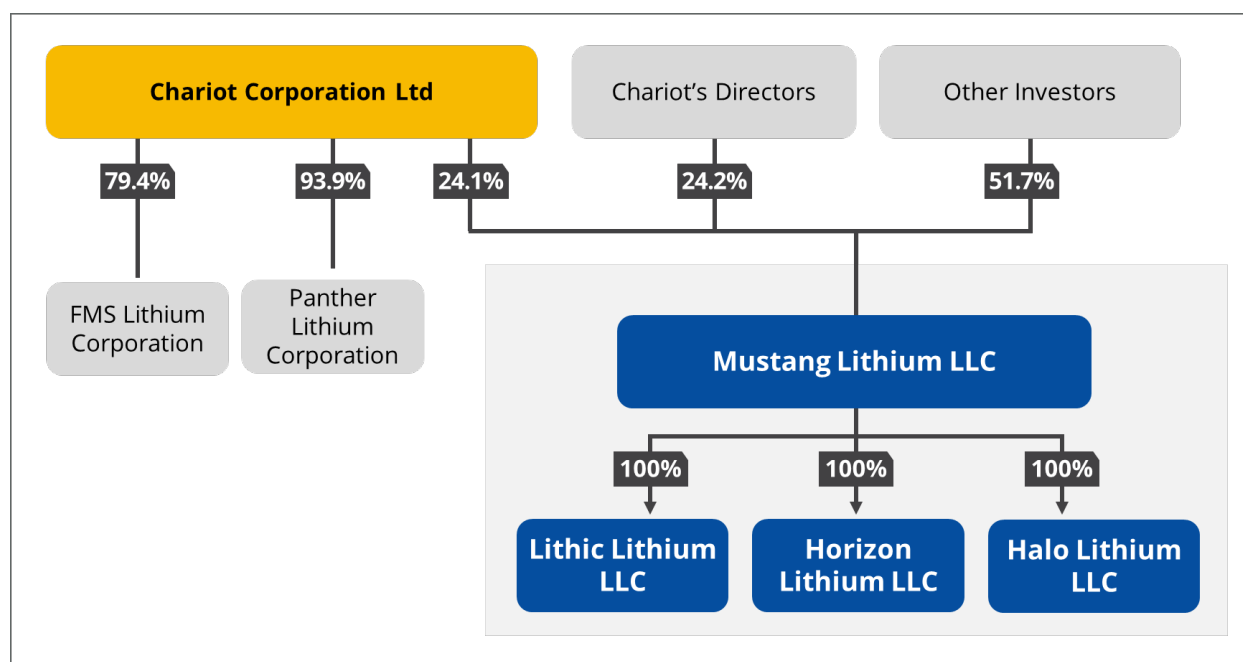 Chariot Corporation Ltd
Chariot’s Directors
Other Investors
79.4%
93.9%
24.1%
24.2%
51.7%
FMS Lithium
Corporation
Panther
Lithium
Corporation
Mustang Lithium LLC
100%
100%
100%
Lithic Lithium
LLC
Horizon
Lithium LLC
Halo Lithium
LLC